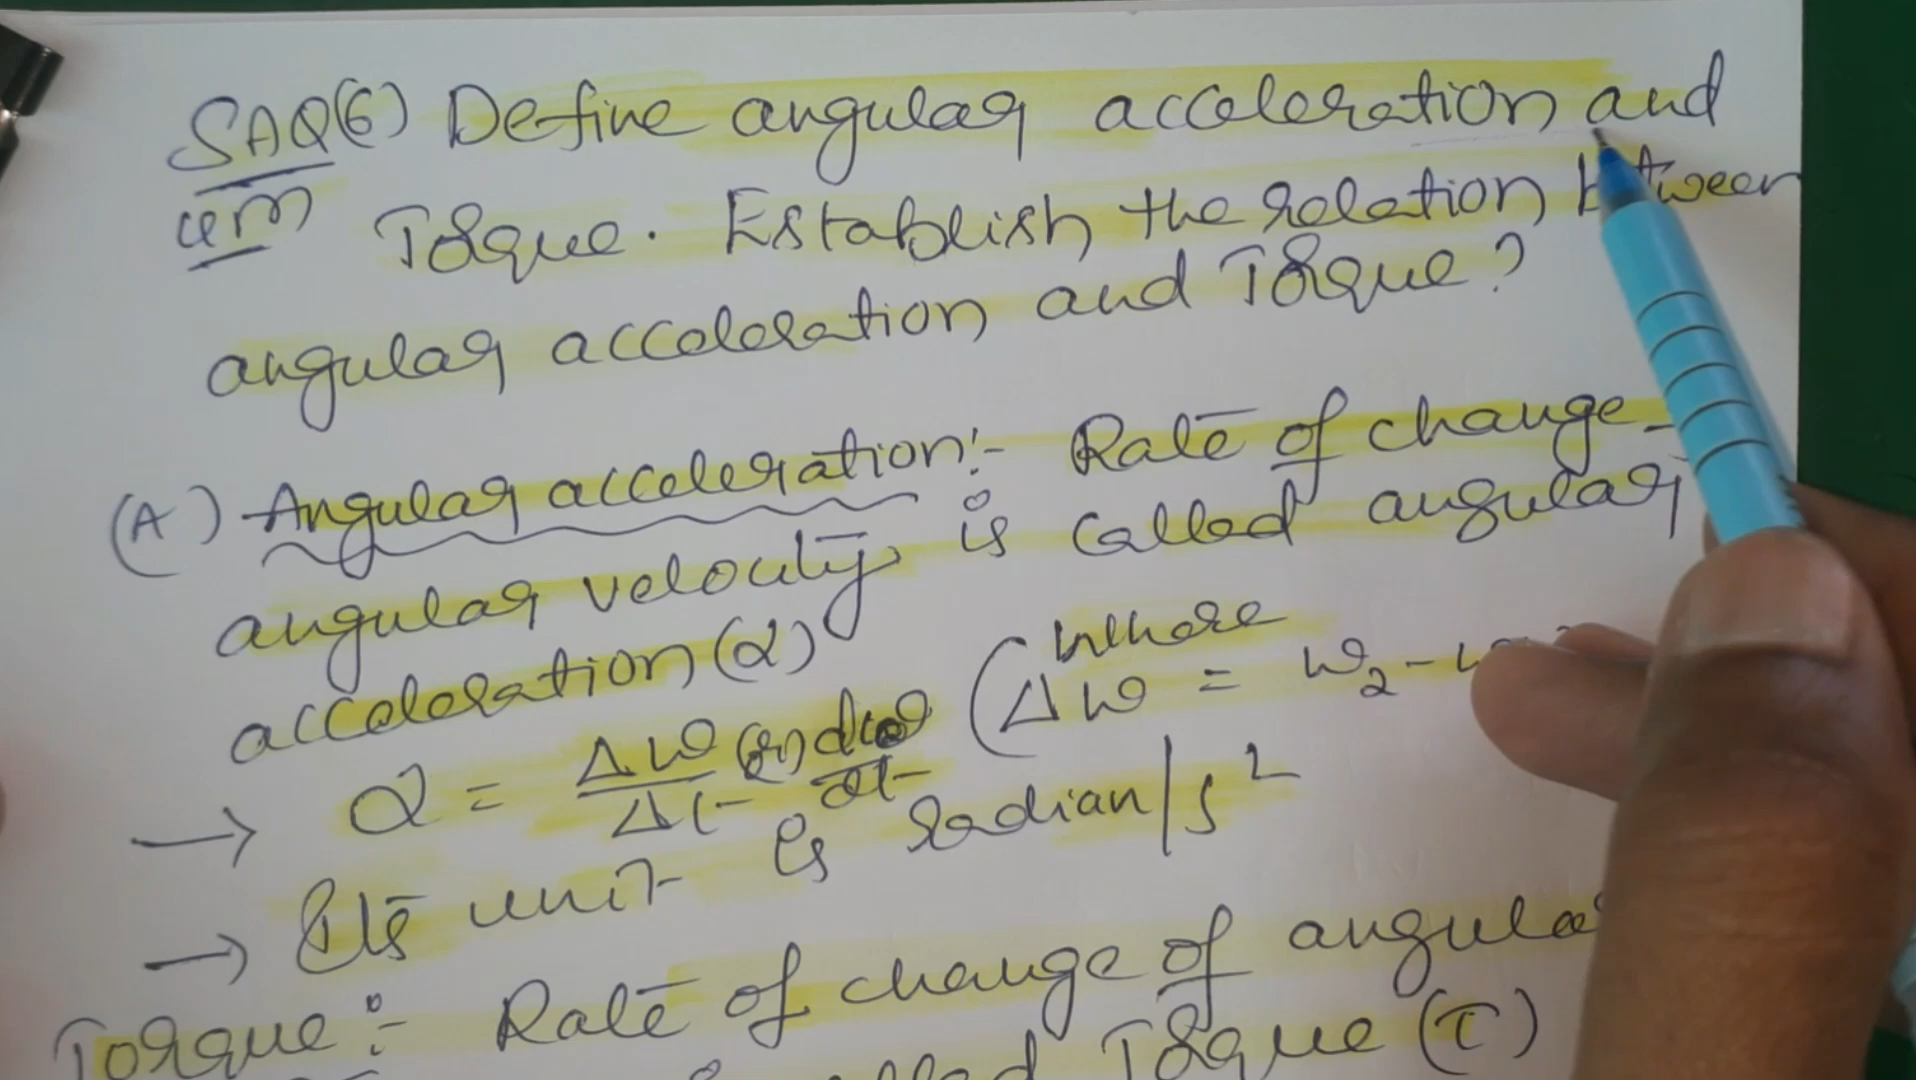 SAQ(6) Define angular acceleration and
4M Torque. Establish the relation between
angular acceleration and Torque?
(A) Angular acceleration:- Rate of change
angular velocity is called angular
acceleration (α)
→ α = Δω/Δt (or) dω/dt (Where Δω = ω₂-
→ Its unit is radian/s²
Torque:- Rate of change of angular
called Torque (τ)